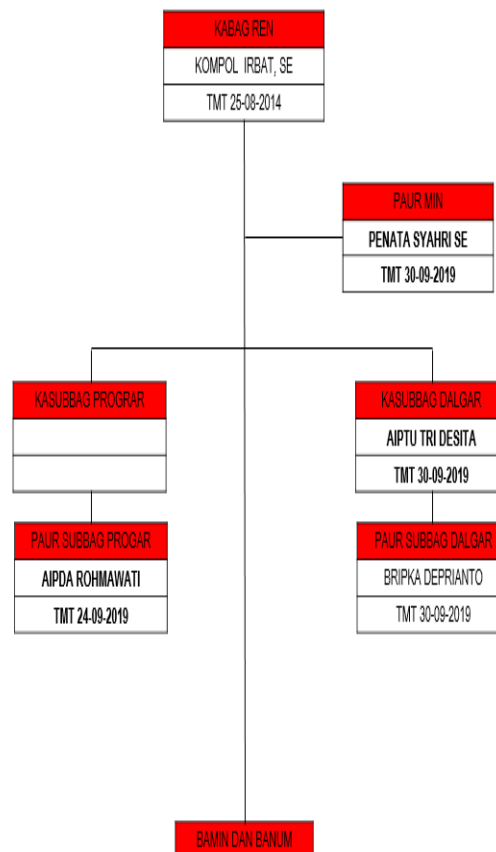 KABAG REN
KOMPOL IRBAT, SE
TMT 25-08-2014
PAUR MIN
PENATA SYAHRI SE
TMT 30-09-2019
KASUBBAG PROGRAR
KASUBBAG DALGAR
AIPTU TRI DESITA
TMT 30-09-2019
PAUR SUBBAG PROGAR
AIPDA ROHMAWATI
TMT 24-09-2019
PAUR SUBBAG DALGAR
BRIPKA DEPRIANTO
TMT 30-09-2019
BAMIN DAN BANUM